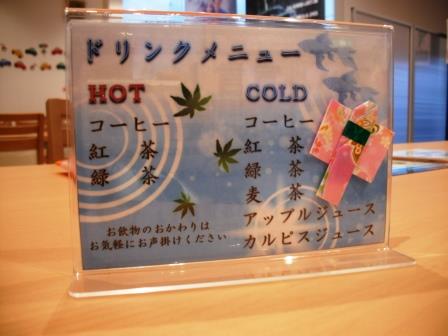 ドリンクメニュー
HOT
コーヒー
紅 茶
緑 茶
お飲物のおかわりは
お気軽にお声掛けください
COLD
コーヒー
紅 茶
緑 茶
麦 茶
アップルジュース
カルピスジュース